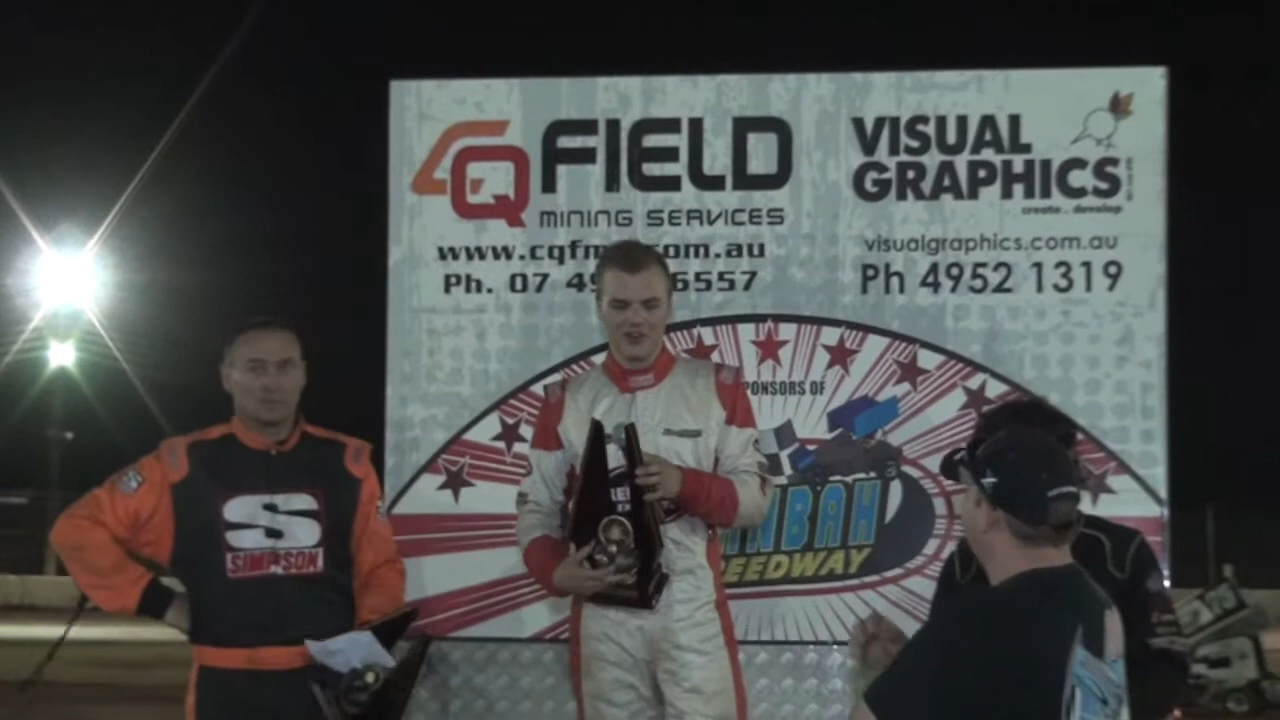 CQ FIELD
MINING SERVICES
www.cqfm com.au
Ph. 07 49 6557
VISUAL
GRAPHICS
create . develop
visualgraphics.com.au
Ph 4952 1319
PONSORS OF
NBAH
EEDWAY
S
SIMPSON